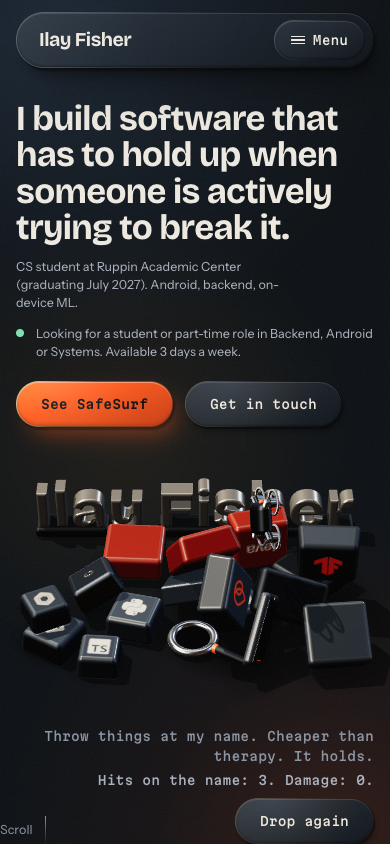 Ilay Fisher
Menu
I build software that
has to hold up when
someone is actively
trying to break it.
CS student at Ruppin Academic Center
(graduating July 2027). Android, backend, on-
device ML.
Looking for a student or part-time role in Backend, Android
or Systems. Available 3 days a week.
See SafeSurf
Get in touch
Ilay Fisher
TS
Throw things at my name. Cheaper than
therapy. It holds.
Hits on the name: 3. Damage: 0.
Scroll
Drop again